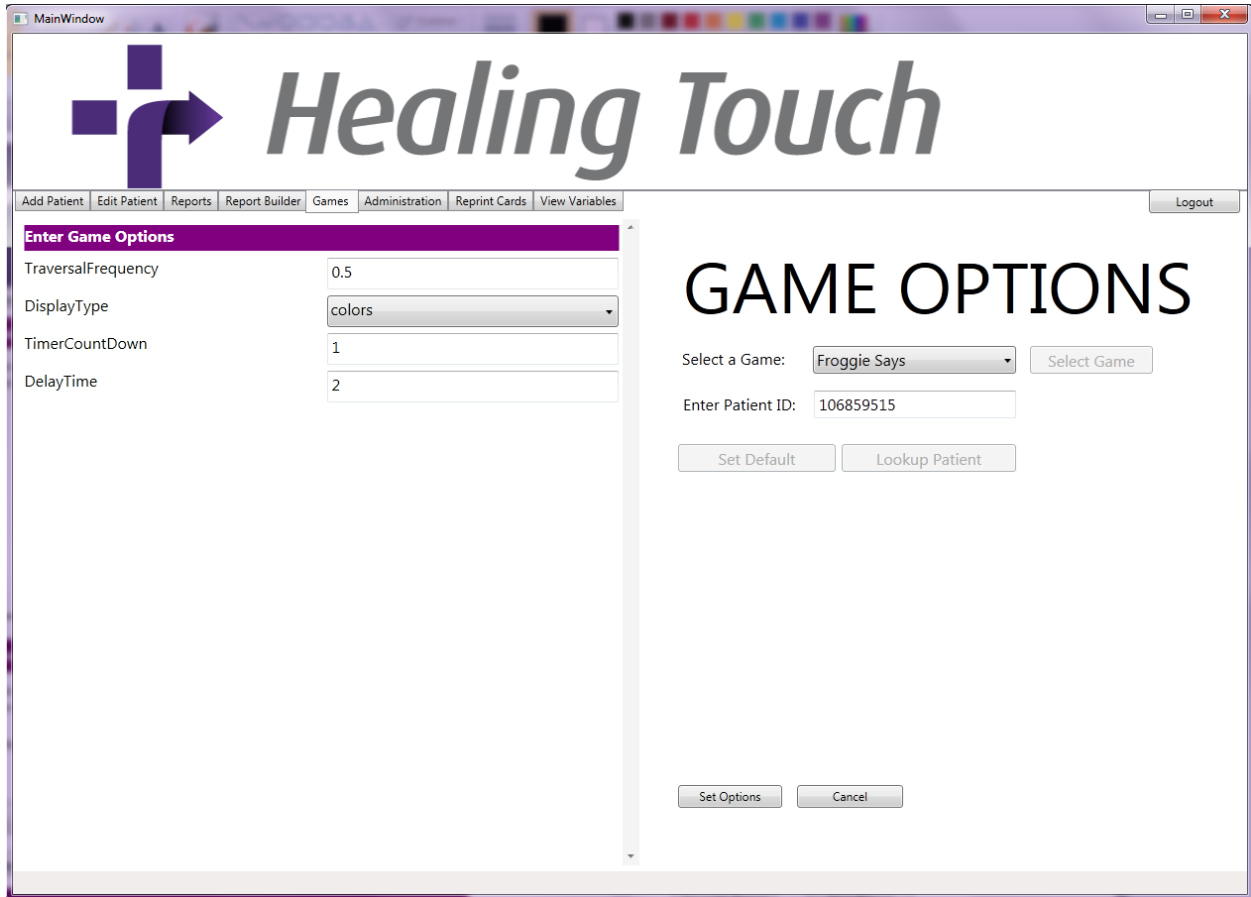 MainWindow
Healing Touch
Add Patient Edit Patient Reports Report Builder Games Administration Reprint Cards View Variables Logout
Enter Game Options
TraversalFrequency 0.5
DisplayType colors
TimerCountDown 1
DelayTime 2
GAME OPTIONS
Select a Game: Froggie Says Select Game
Enter Patient ID: 106859515
Set Default Lookup Patient
Set Options Cancel